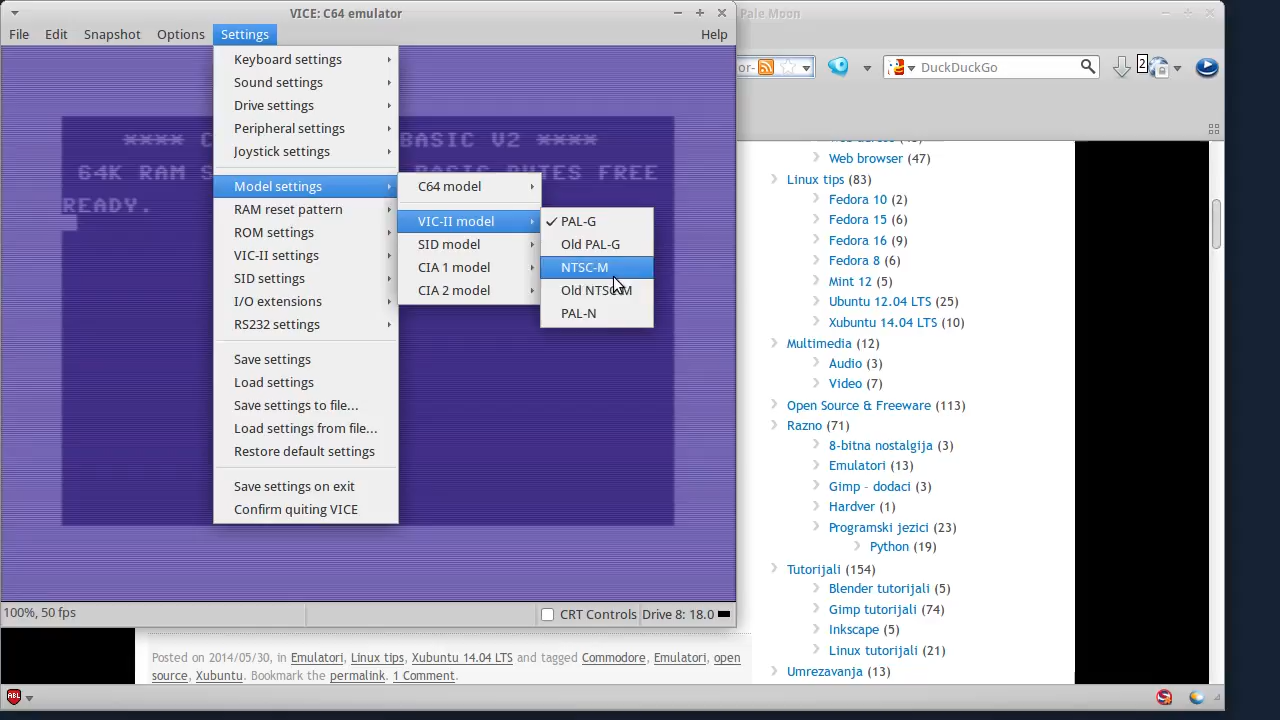 VICE: C64 emulator
File Edit Snapshot Options Settings Help
Keyboard settings
Sound settings
Drive settings
Peripheral settings
Joystick settings
Model settings
RAM reset pattern
ROM settings
VIC-II settings
SID settings
I/O extensions
RS232 settings
Save settings
Load settings
Save settings to file...
Load settings from file...
Restore default settings
Save settings on exit
Confirm quiting VICE
C64 model
VIC-II model
SID model
CIA 1 model
CIA 2 model
PAL-G
Old PAL-G
NTSC-M
Old NTSC-M
PAL-N
**** C BASIC V2 ****
64K RAM S BASIC BYTES FREE
READY.
100%, 50 fps
CRT Controls
Drive 8: 18.0
Pale Moon
or-
DuckDuckGo
2
Web browser (47)
Linux tips (83)
Fedora 10 (2)
Fedora 15 (6)
Fedora 16 (9)
Fedora 8 (6)
Mint 12 (5)
Ubuntu 12.04 LTS (25)
Xubuntu 14.04 LTS (10)
Multimedia (12)
Audio (3)
Video (7)
Open Source & Freeware (113)
Razno (71)
8-bitna nostalgija (3)
Emulatori (13)
Gimp - dodaci (3)
Hardver (1)
Programski jezici (23)
Python (19)
Tutorijali (154)
Blender tutorijali (5)
Gimp tutorijali (74)
Inkscape (5)
Linux tutorijali (21)
Umrezavanja (13)
Posted on 2014/05/30, in Emulatori, Linux tips, Xubuntu 14.04 LTS and tagged Commodore, Emulatori, open
source, Xubuntu. Bookmark the permalink. 1 Comment.
ABL